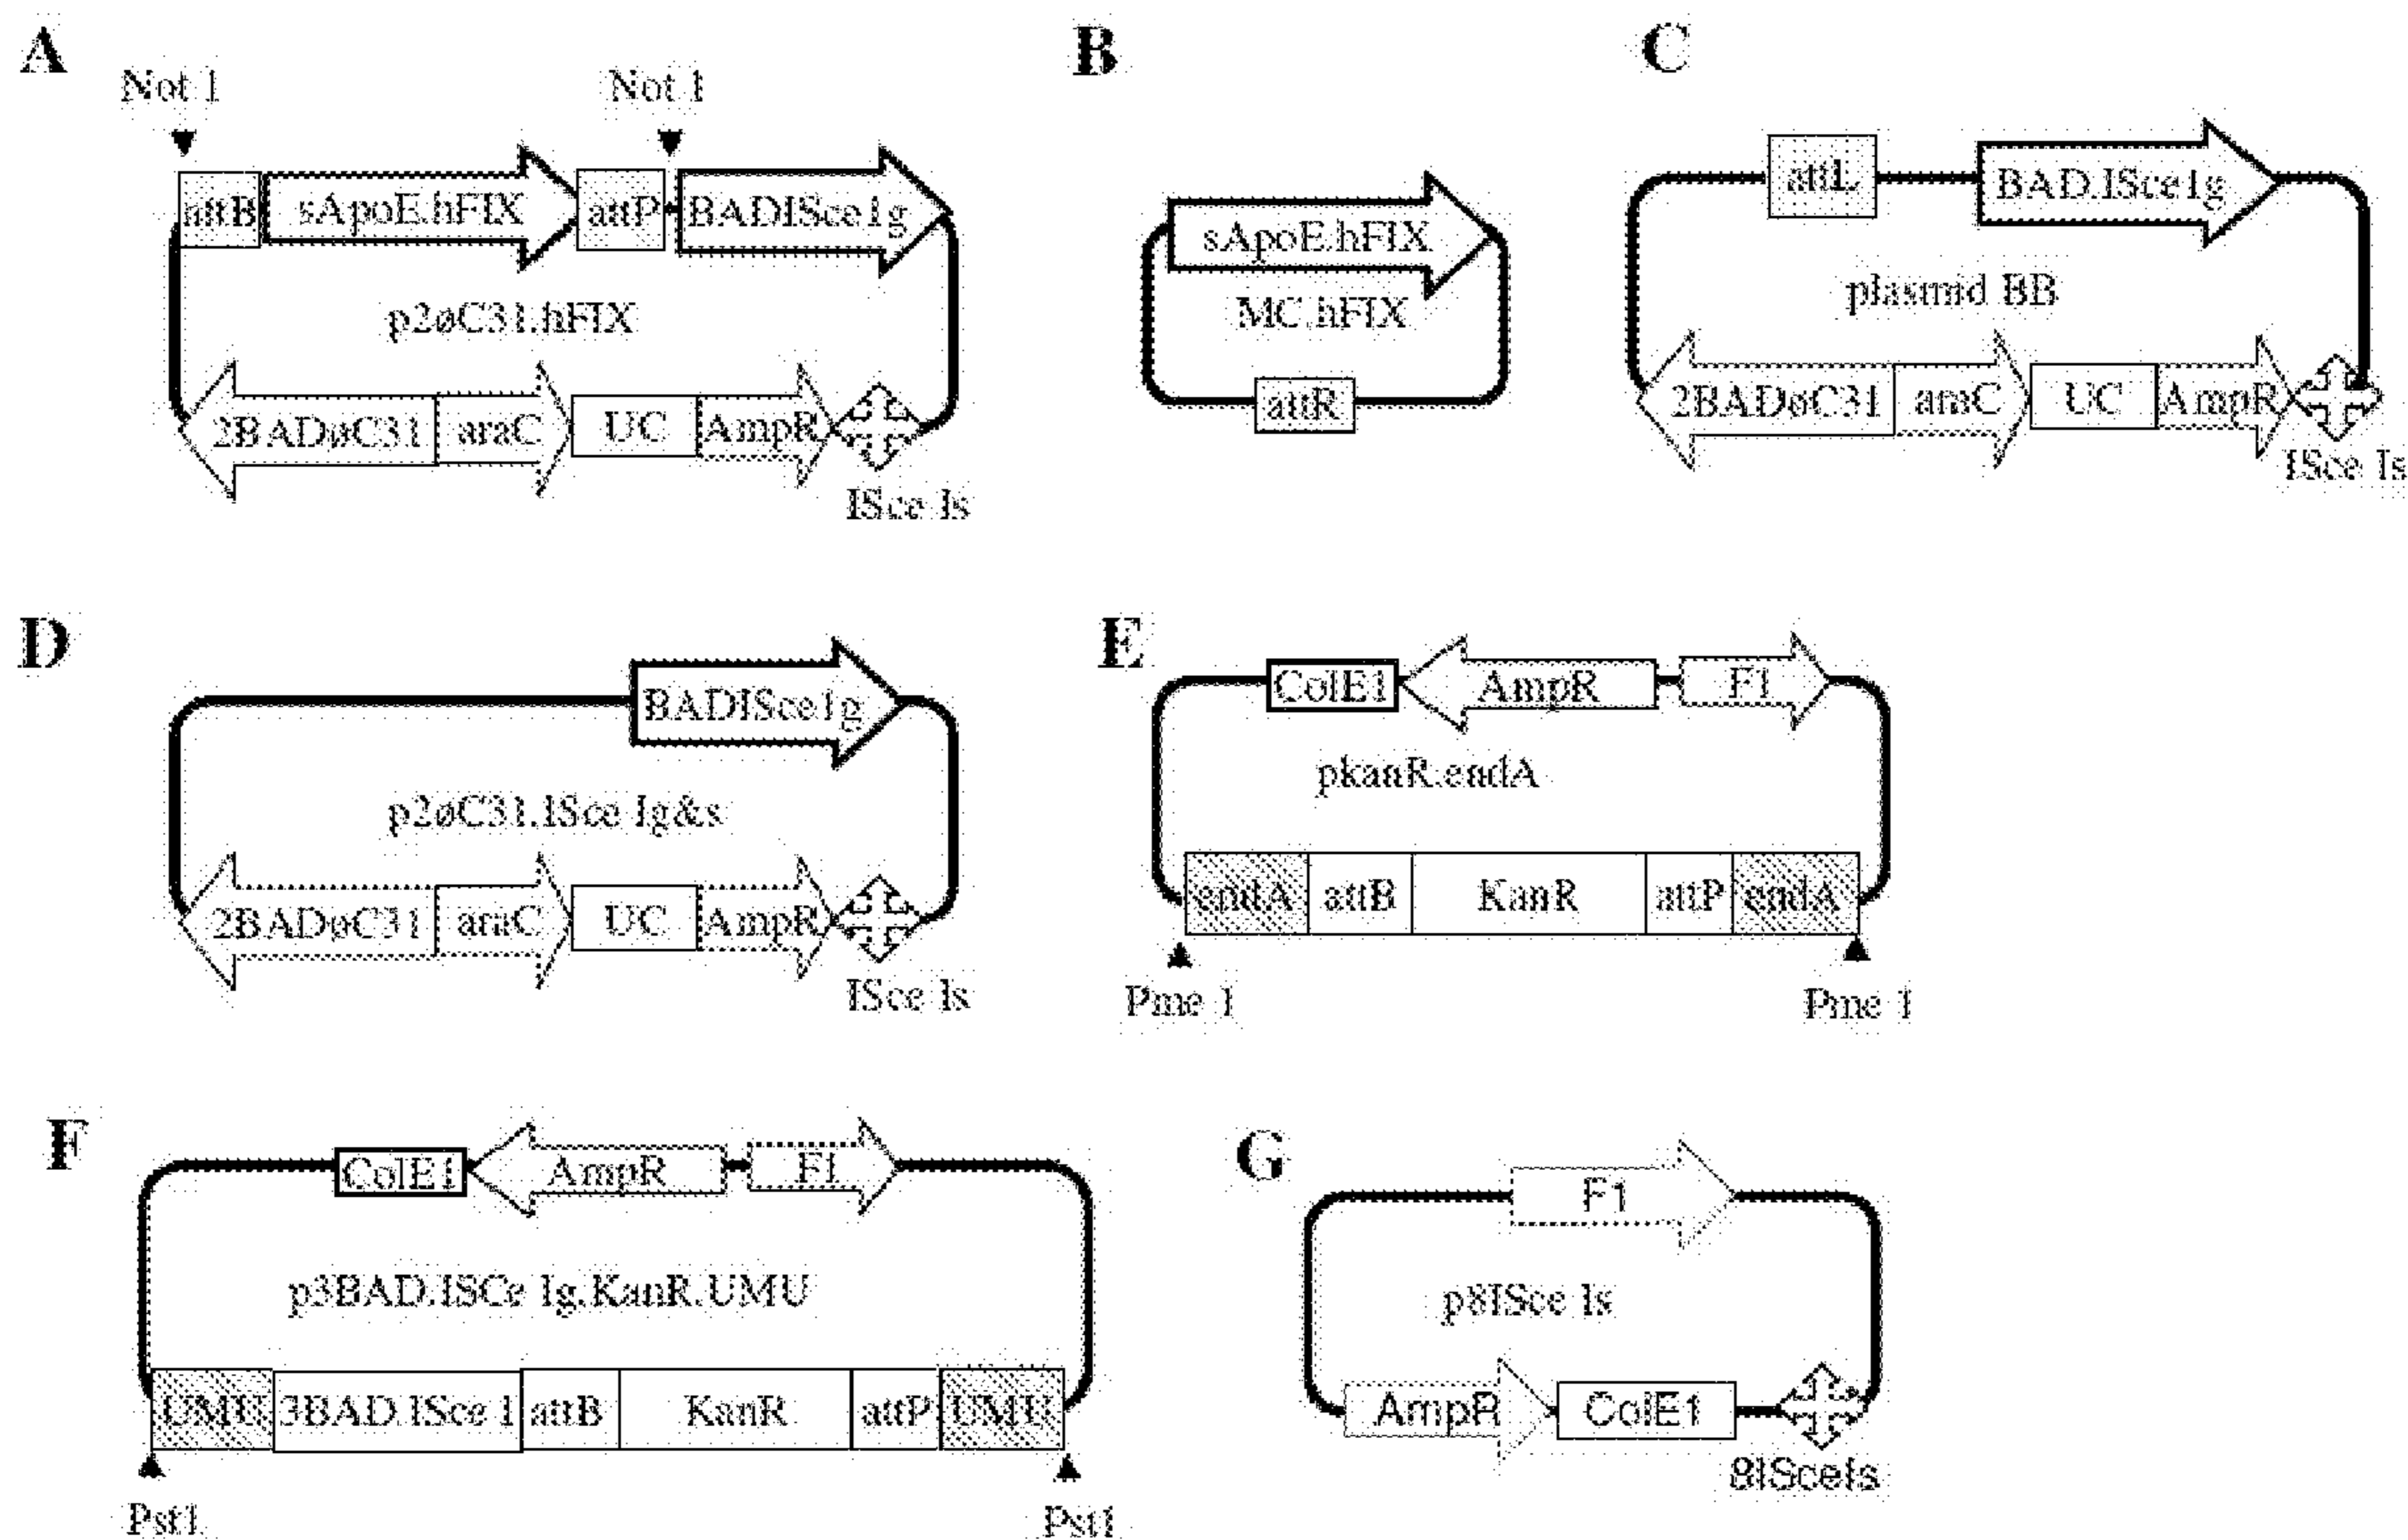 A
B
C
Not 1
Not 1
attB
sApoE.hFIX
attP
BADISce1g
p2øC31.hFIX
2BADøC31
araC
UC
AmpR
ISce Is
sApoE.hFIX
MC.hFIX
attR
attL
BAD.ISce1g
plasmid BB
2BADøC31
araC
UC
AmpR
ISce Is
D
E
BADISce1g
p2øC31.ISce Ig&s
2BADøC31
araC
UC
AmpR
ISce Is
ColE1
AmpR
F1
pkanR.endA
endA
attB
KanR
attP
endA
Pme 1
Pme 1
F
G
ColE1
AmpR
F1
p3BAD.ISCe Ig.KanR.UMU
UMU
3BAD.ISce 1
attB
KanR
attP
UMU
Pst1
Pst1
F1
p8ISce Is
AmpR
ColE1
8ISceIs